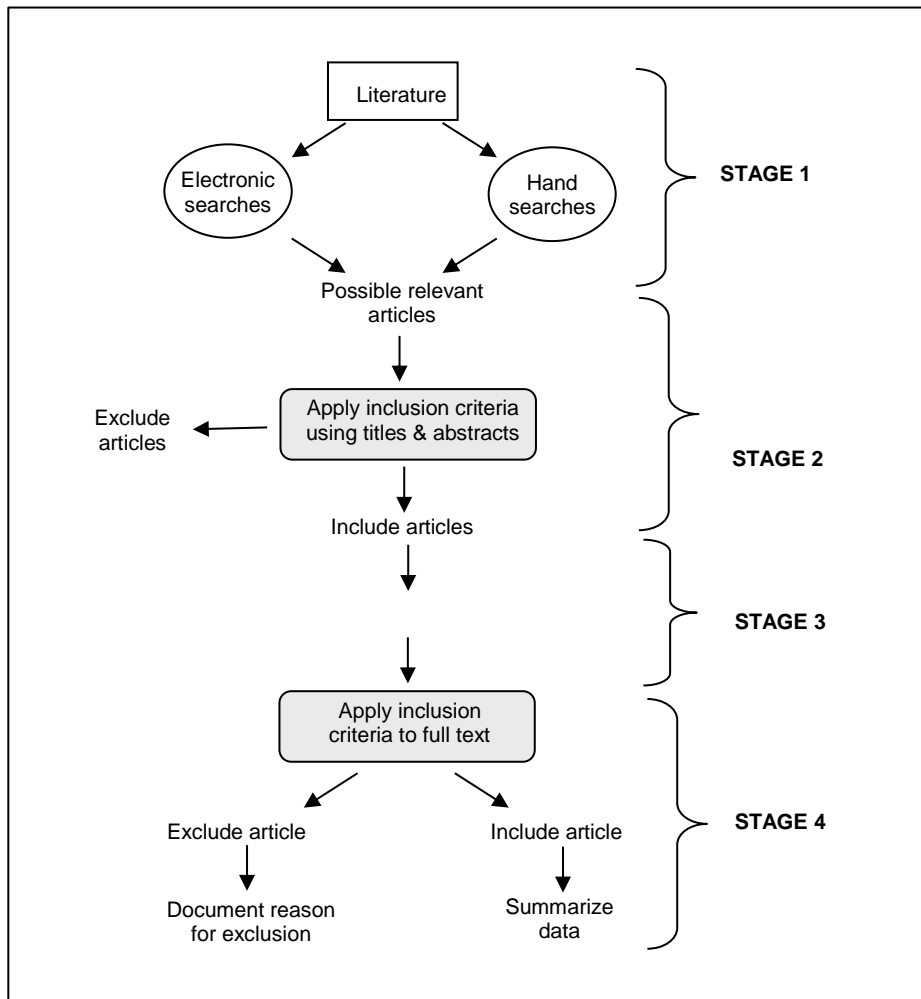 Literature
Electronic
searches
Hand
searches
STAGE 1
Possible relevant
articles
Apply inclusion criteria
using titles & abstracts
Exclude
articles
STAGE 2
Include articles
STAGE 3
Apply inclusion
criteria to full text
Exclude article
Include article
STAGE 4
Document reason
for exclusion
Summarize
data